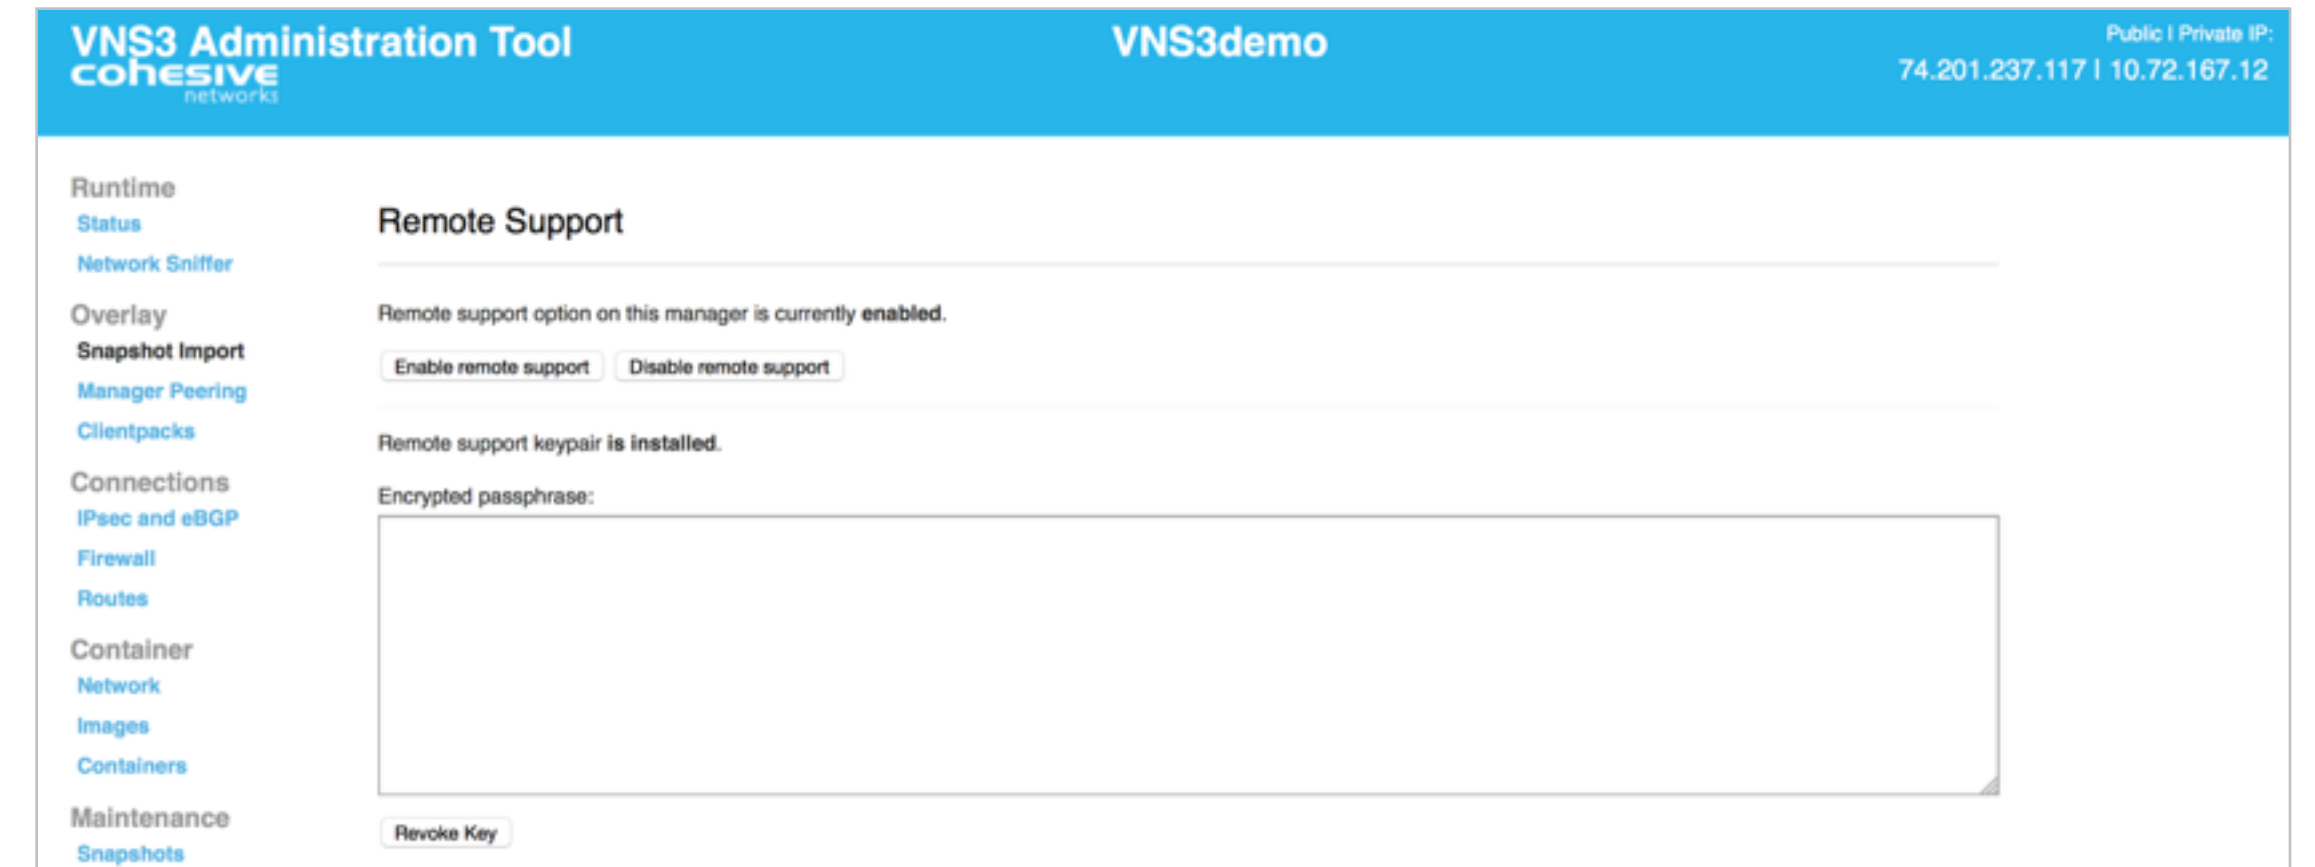 VNS3 Administration Tool
cohesive
networks
VNS3demo
Public | Private IP:
74.201.237.117 | 10.72.167.12
Runtime
Status
Network Sniffer
Overlay
Snapshot Import
Manager Peering
Clientpacks
Connections
IPsec and eBGP
Firewall
Routes
Container
Network
Images
Containers
Maintenance
Snapshots
Remote Support
Remote support option on this manager is currently enabled.
Enable remote support Disable remote support
Remote support keypair is installed.
Encrypted passphrase:
Revoke Key